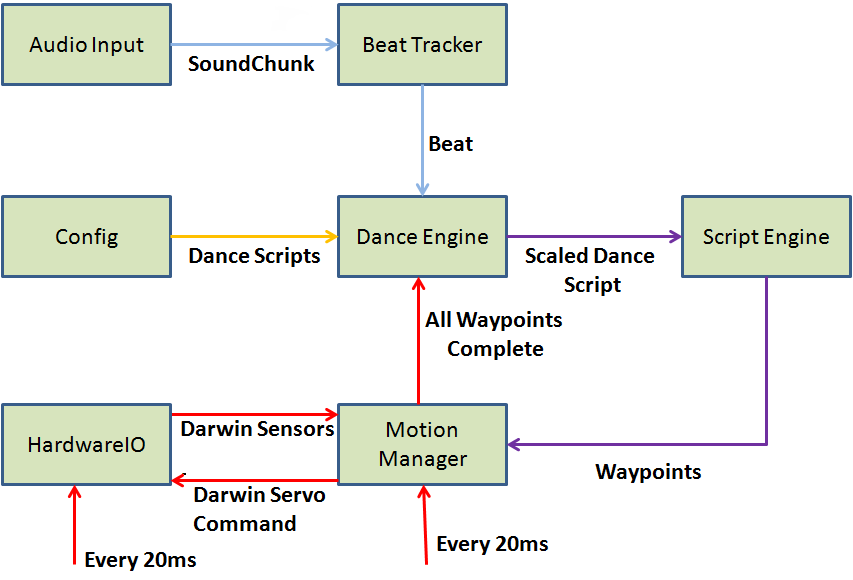 Audio Input
SoundChunk
Beat Tracker
Beat
Config
Dance Scripts
Dance Engine
Scaled Dance
Script
Script Engine
All Waypoints
Complete
HardwareIO
Darwin Sensors
Motion
Manager
Darwin Servo
Command
Waypoints
Every 20ms
Every 20ms